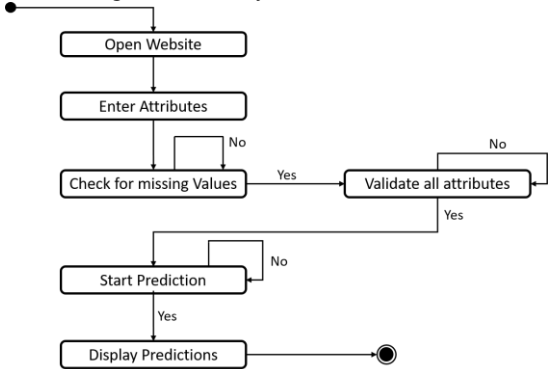 Open Website
Enter Attributes
No
No
Check for missing Values
Yes
Validate all attributes
Yes
No
Start Prediction
Yes
Display Predictions